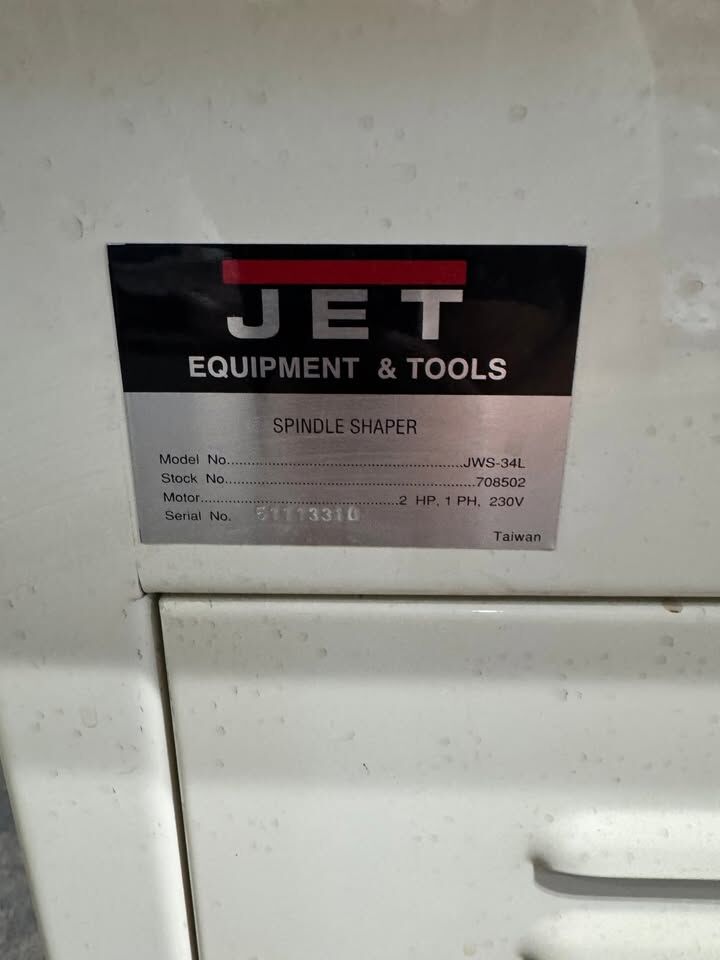 JET
EQUIPMENT & TOOLS
SPINDLE SHAPER
Model No. JWS-34L
Stock No. 708502
Motor 2 HP, 1 PH, 230V
Serial No. 51113310
Taiwan